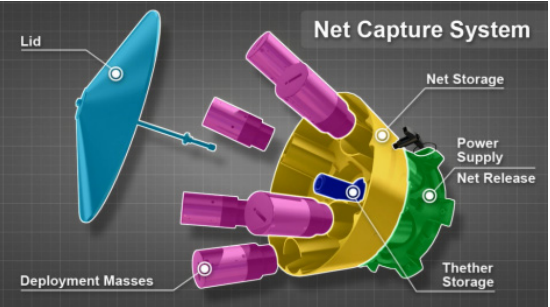 Net Capture System
Lid
Net Storage
Power
Supply
Net Release
Thether
Storage
Deployment Masses